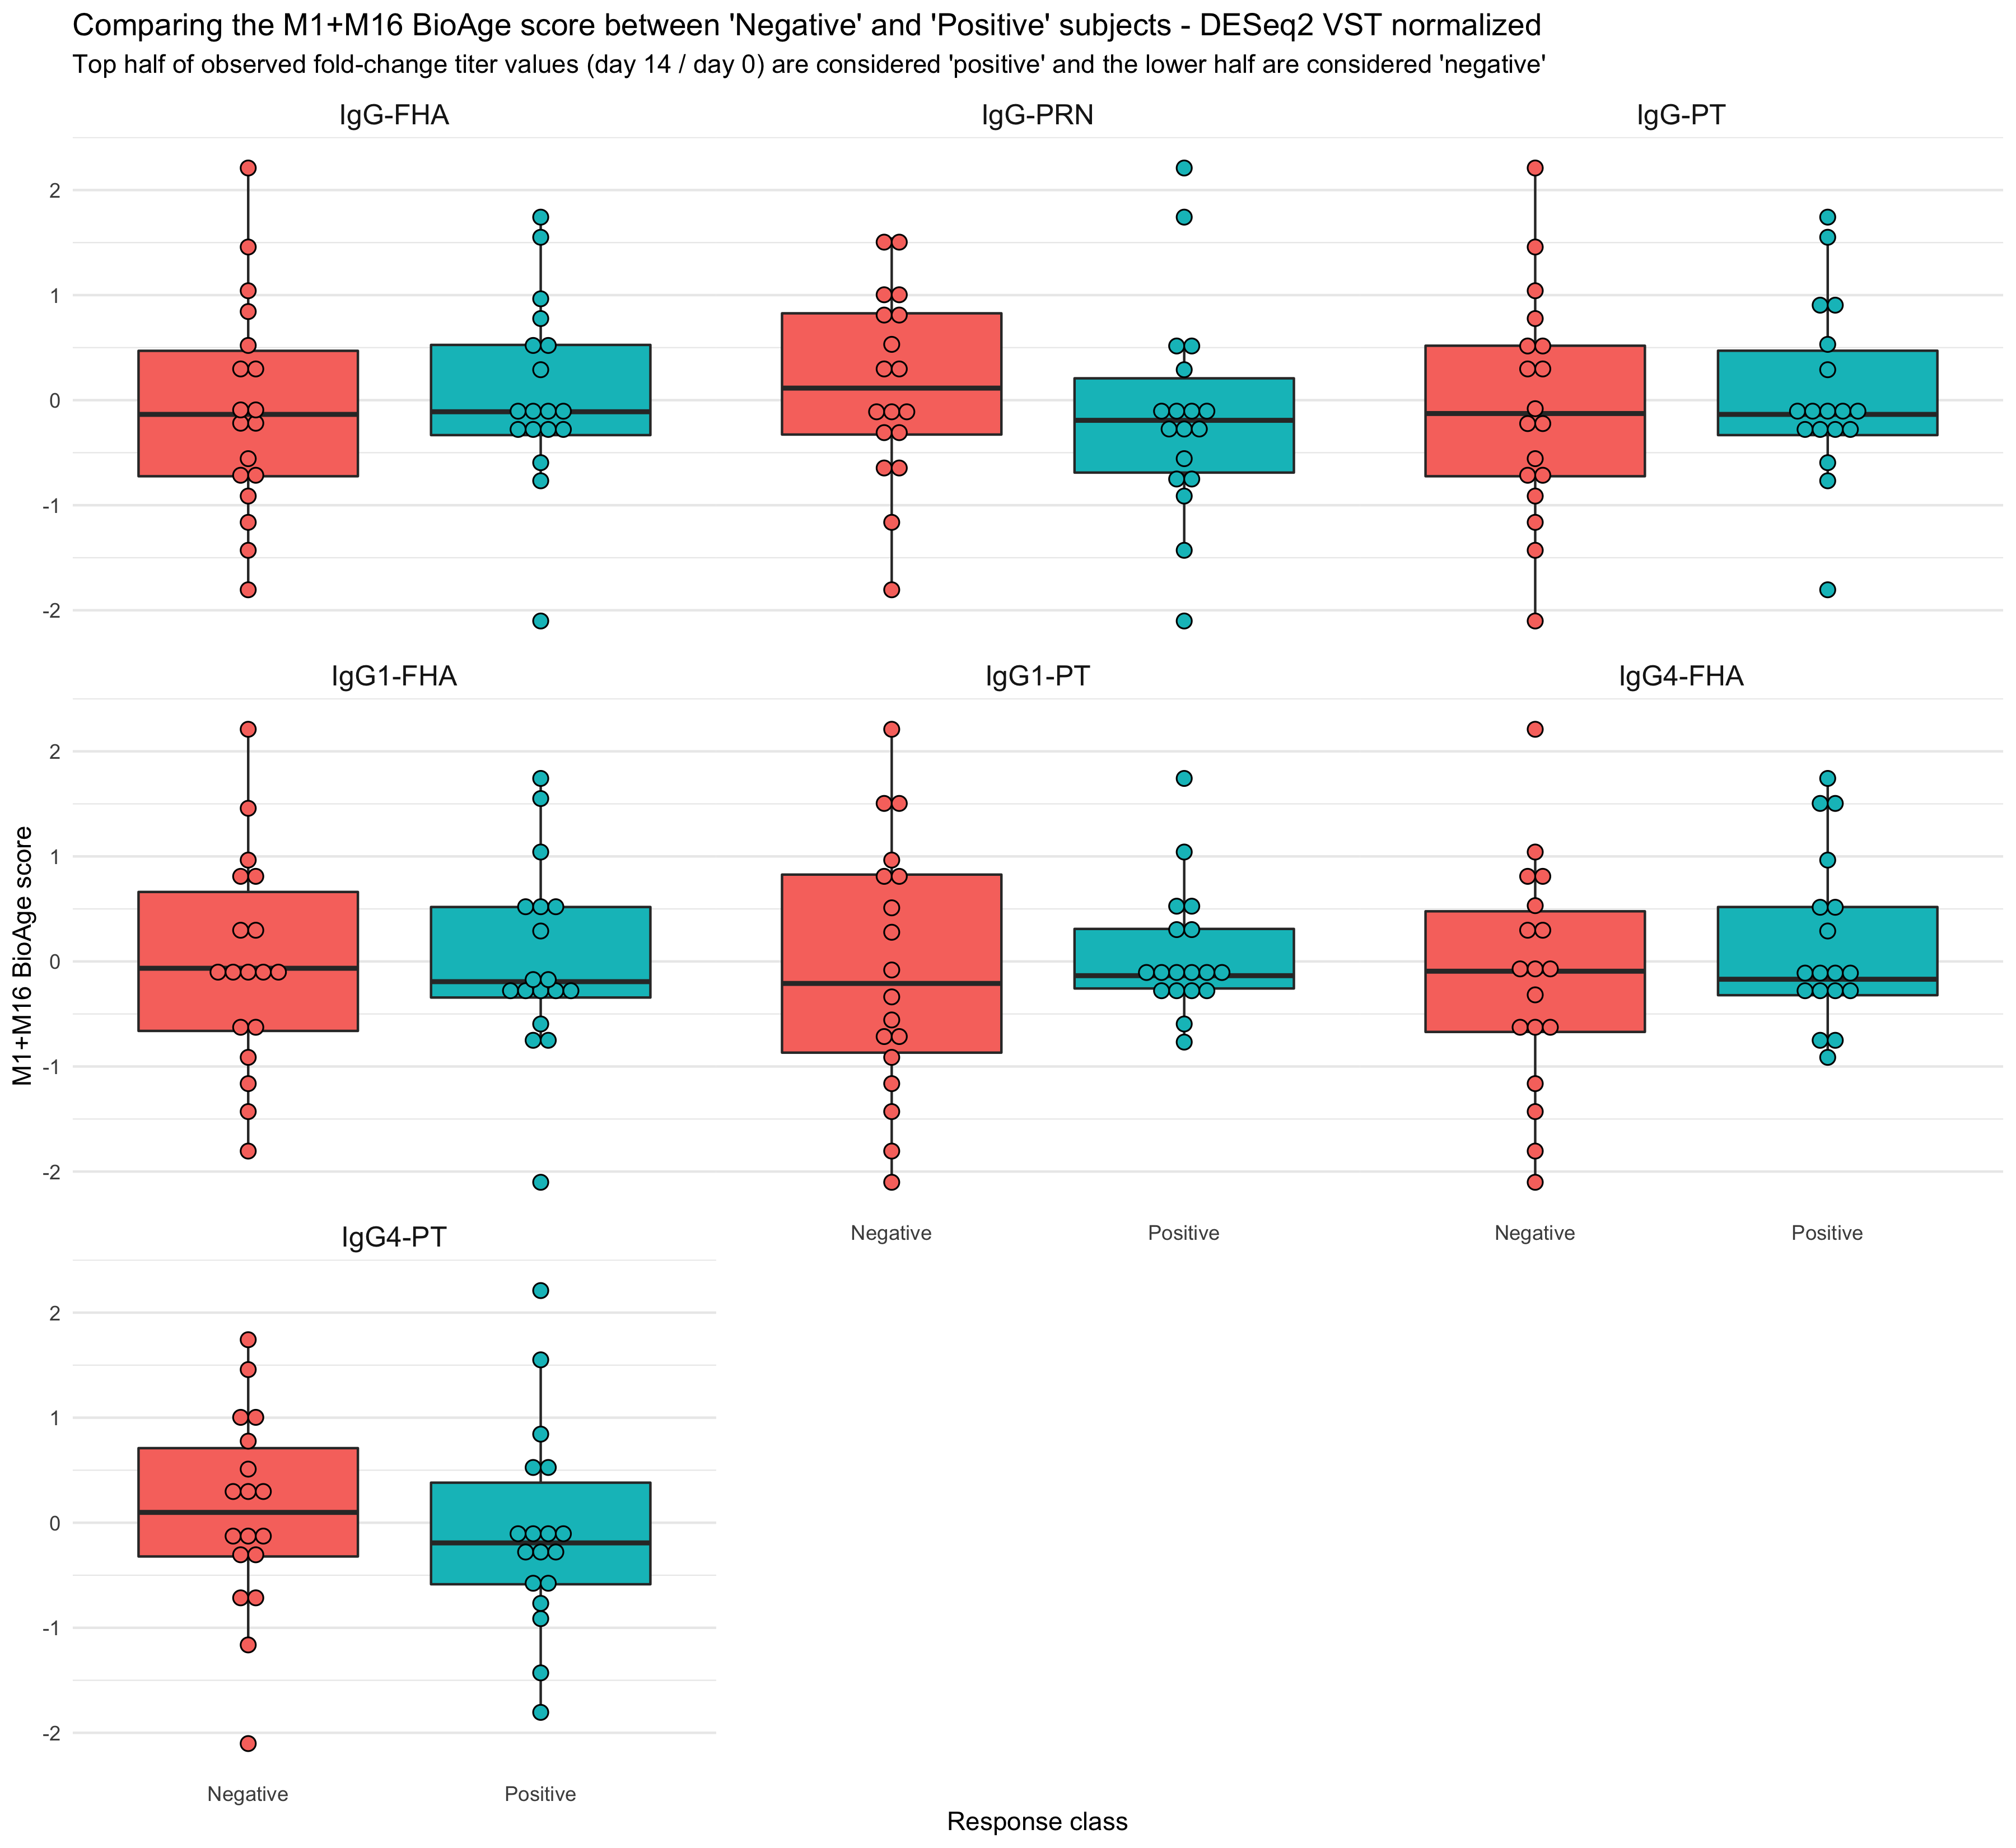 Comparing the M1+M16 BioAge score between 'Negative' and 'Positive' subjects - DESeq2 VST normalized
Top half of observed fold-change titer values (day 14 / day 0) are considered 'positive' and the lower half are considered 'negative'
IgG-FHA
IgG-PRN
IgG-PT
2
1
0
-1
-2
IgG1-FHA
IgG1-PT
IgG4-FHA
2
1
0
-1
-2
M1+M16 BioAge score
Negative
Positive
Negative
Positive
IgG4-PT
2
1
0
-1
-2
Negative
Positive
Response class